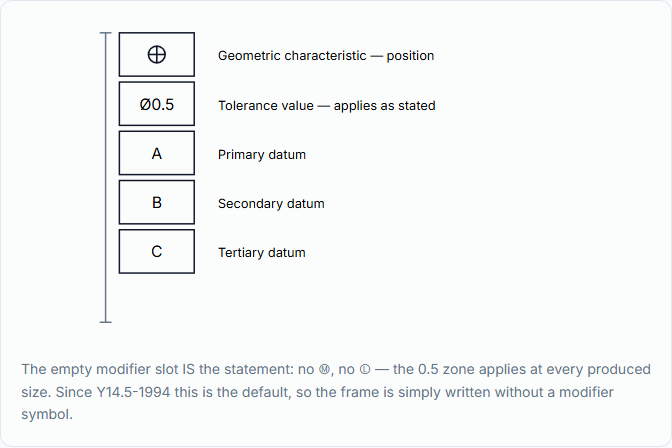 ⌖
Geometric characteristic — position
Ø0.5
Tolerance value — applies as stated
A
Primary datum
B
Secondary datum
C
Tertiary datum
The empty modifier slot IS the statement: no Ⓜ, no Ⓛ — the 0.5 zone applies at every produced
size. Since Y14.5-1994 this is the default, so the frame is simply written without a modifier
symbol.